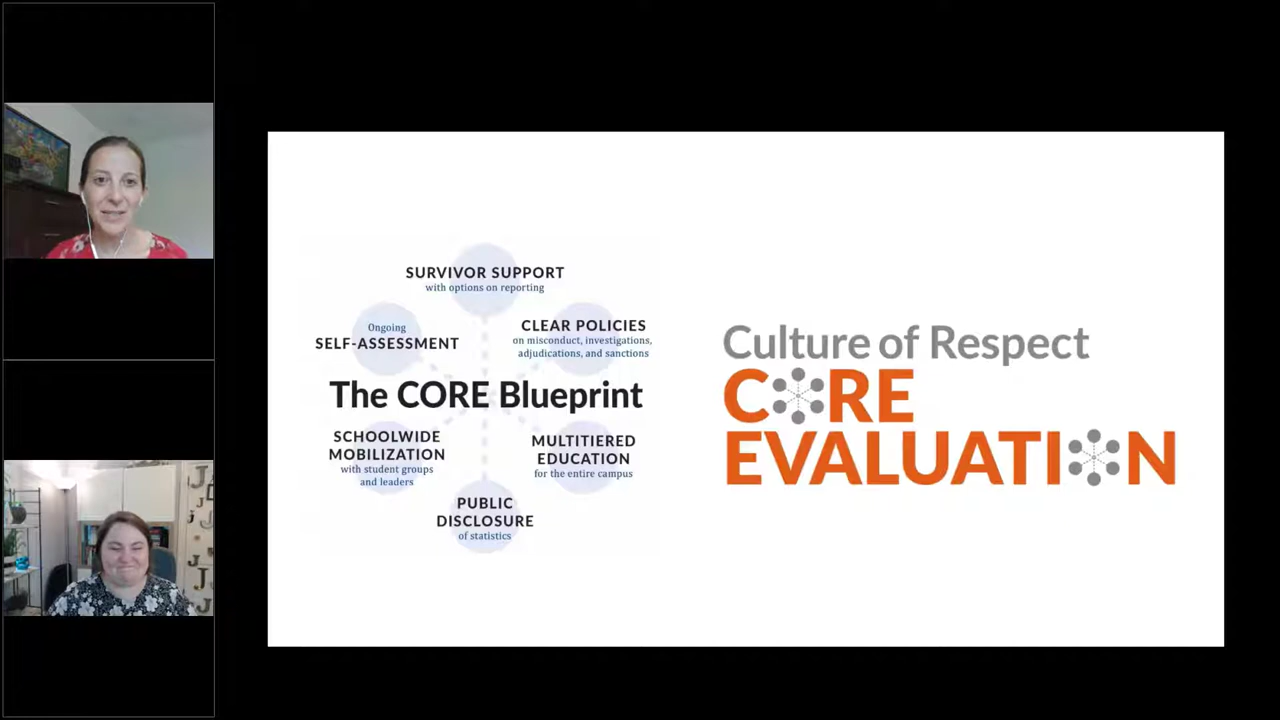 SURVIVOR SUPPORT
with options on reporting
Ongoing
SELF-ASSESSMENT
CLEAR POLICIES
on misconduct, investigations,
adjudications, and sanctions
The CORE Blueprint
SCHOOLWIDE
MOBILIZATION
with student groups
and leaders
MULTITIERED
EDUCATION
for the entire campus
PUBLIC
DISCLOSURE
of statistics
Culture of Respect
CORE
EVALUATION
J
J
J
J